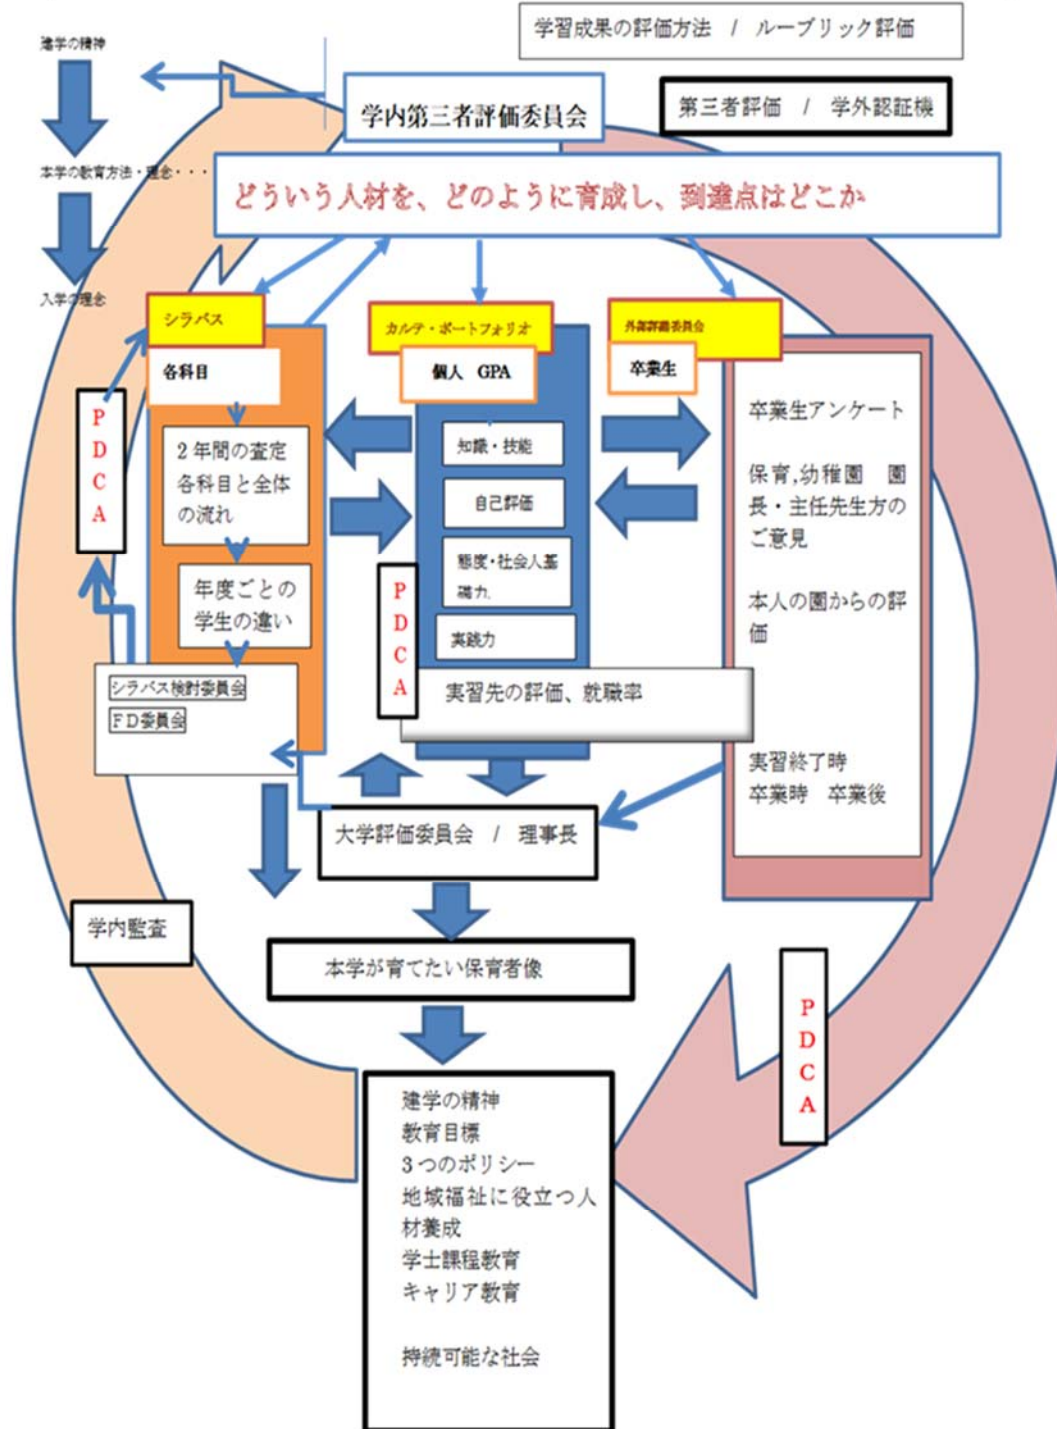 学習成果の評価方法 / ルーブリック評価
建学の精神
学内第三者評価委員会
第三者評価 / 学外認証機
本学の教育方法・理念・・・
どういう人材を、どのように育成し、到達点はどこか
入学の理念
シラバス
各科目
2年間の査定
各科目と全体
の流れ
年度ごとの
学生の違い
シラバス検討委員会
FD委員会
P
D
C
A
カルテ・ポートフォリオ
個人 GPA
知識・技能
自己評価
態度・社会人基
礎力
実践力
P
D
C
A
実習先の評価、就職率
外部評議委員会
卒業生
卒業生アンケート
保育,幼稚園 園
長・主任先生方の
ご意見
本人の園からの評
価
実習終了時
卒業時 卒業後
大学評価委員会 / 理事長
学内監査
本学が育てたい保育者像
P
D
C
A
建学の精神
教育目標
3つのポリシー
地域福祉に役立つ人
材養成
学士課程教育
キャリア教育
持続可能な社会